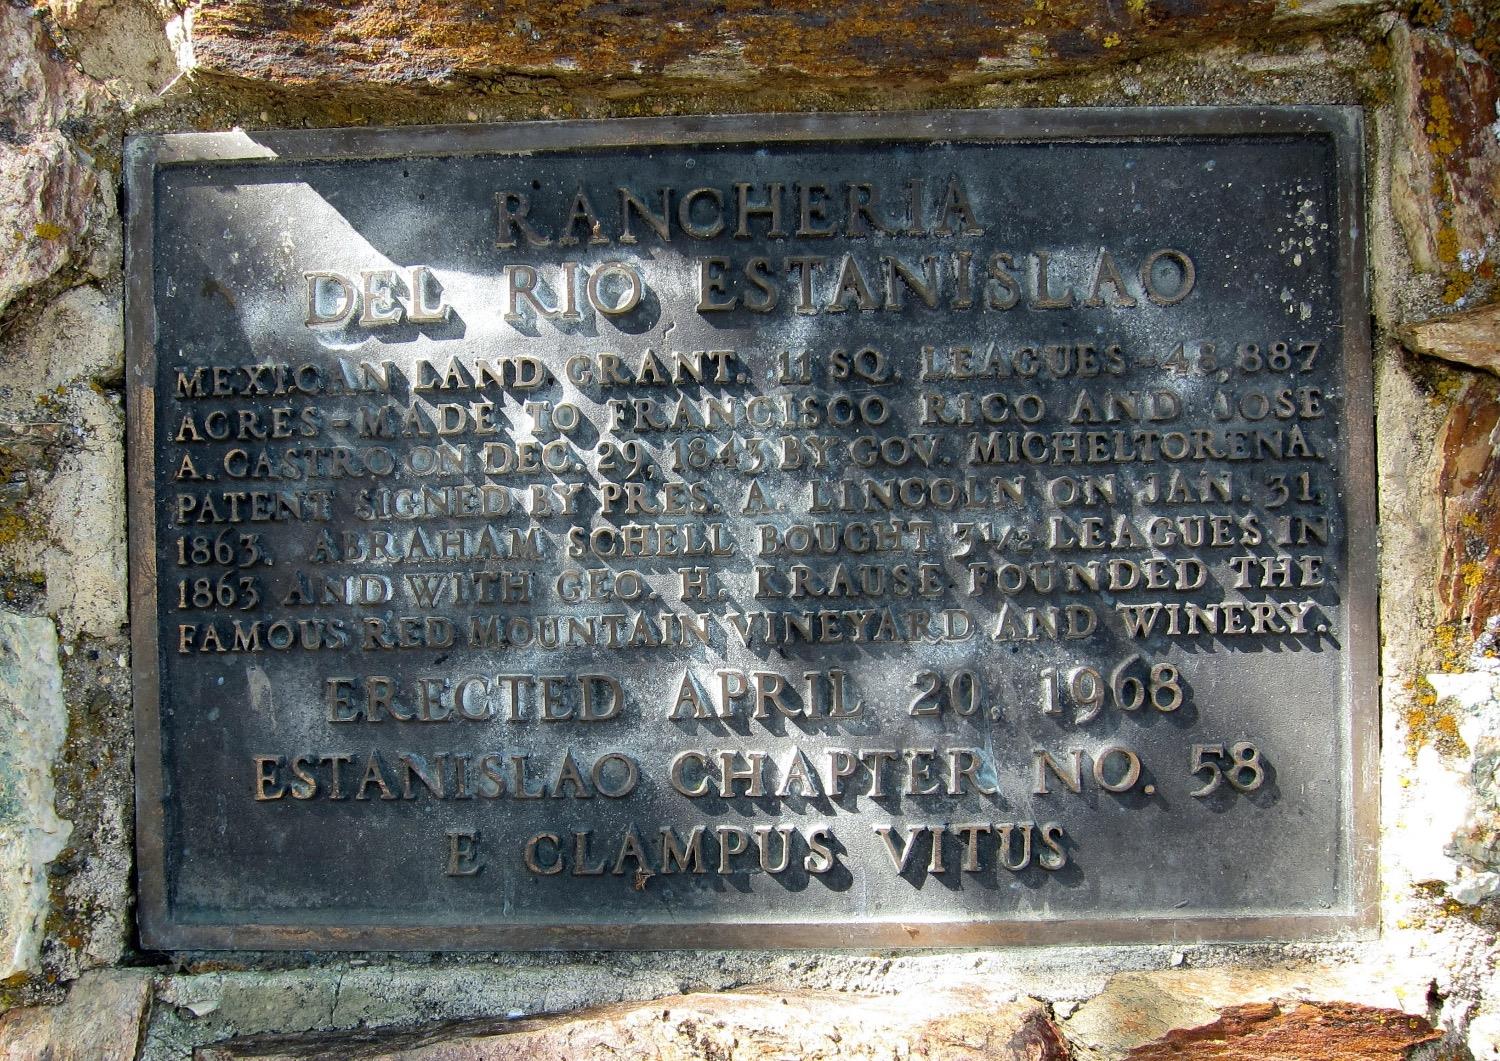 RANCHERIA
DEL RIO ESTANISLAO
MEXICAN LAND GRANT. 11 SQ. LEAGUES - 48,887
ACRES - MADE TO FRANCISCO RICO AND JOSE
A. CASTRO ON DEC. 29, 1843 BY GOV. MICHELTORENA.
PATENT SIGNED BY PRES. A. LINCOLN ON JAN. 31,
1863. ABRAHAM SCHELL BOUGHT 3 1/2 LEAGUES IN
1863 AND WITH GEO. H. KRAUSE FOUNDED THE
FAMOUS RED MOUNTAIN VINEYARD AND WINERY.
ERECTED APRIL 20, 1968
ESTANISLAO CHAPTER NO. 58
E CLAMPUS VITUS